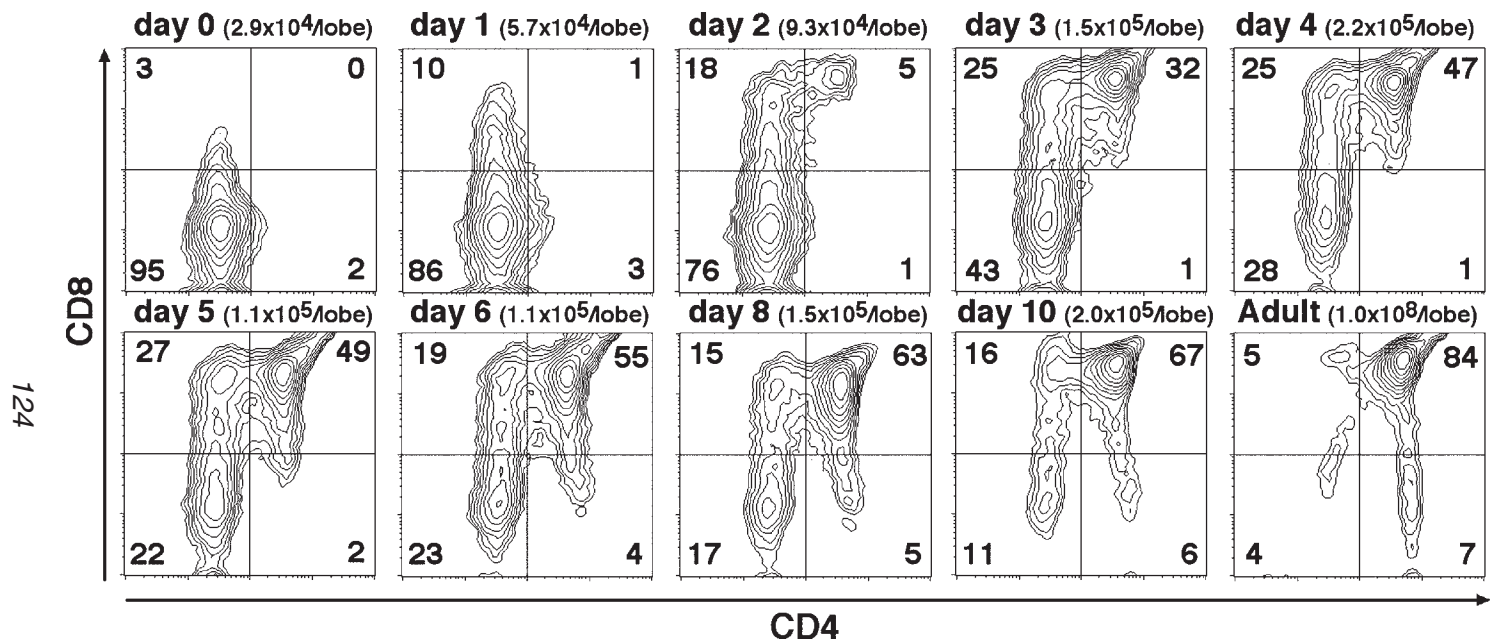 day 0 (2.9x10⁴/lobe) day 1 (5.7x10⁴/lobe) day 2 (9.3x10⁴/lobe) day 3 (1.5x10⁵/lobe) day 4 (2.2x10⁵/lobe)
3 0 10 1 18 5 25 32 25 47
95 2 86 3 76 1 43 1 28 1
CD8
day 5 (1.1x10⁵/lobe) day 6 (1.1x10⁵/lobe) day 8 (1.5x10⁵/lobe) day 10 (2.0x10⁵/lobe) Adult (1.0x10⁸/lobe)
27 49 19 55 15 63 16 67 5 84
124
22 2 23 4 17 5 11 6 4 7
CD4